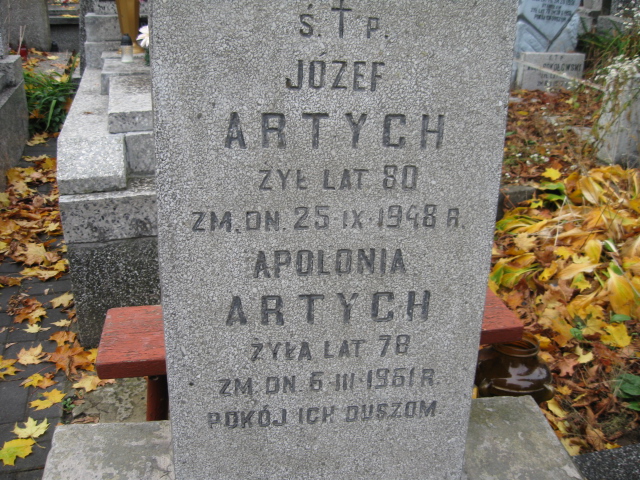 Ś. † P.
JÓZEF
ARTYCH
ŻYŁ LAT 80
ZM. DN. 25 IX 1948 R.
APOLONIA
ARTYCH
ŻYŁA LAT 78
ZM DN 6 III 1961 R.
POKÓJ ICH DUSZOM